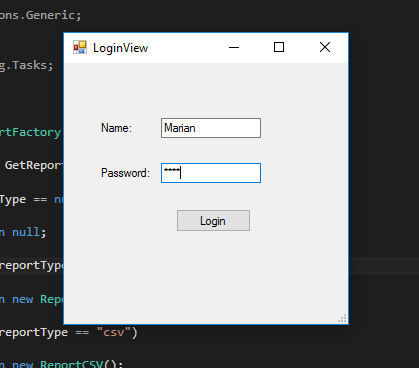 ons.Generic;
LoginView
g.Tasks;
Name: Marian
rtFactory
Password: ****
GetRepor
Type == nu
Login
n null;
reportType
n new Repo
reportType == "csv")
n new ReportCSV();